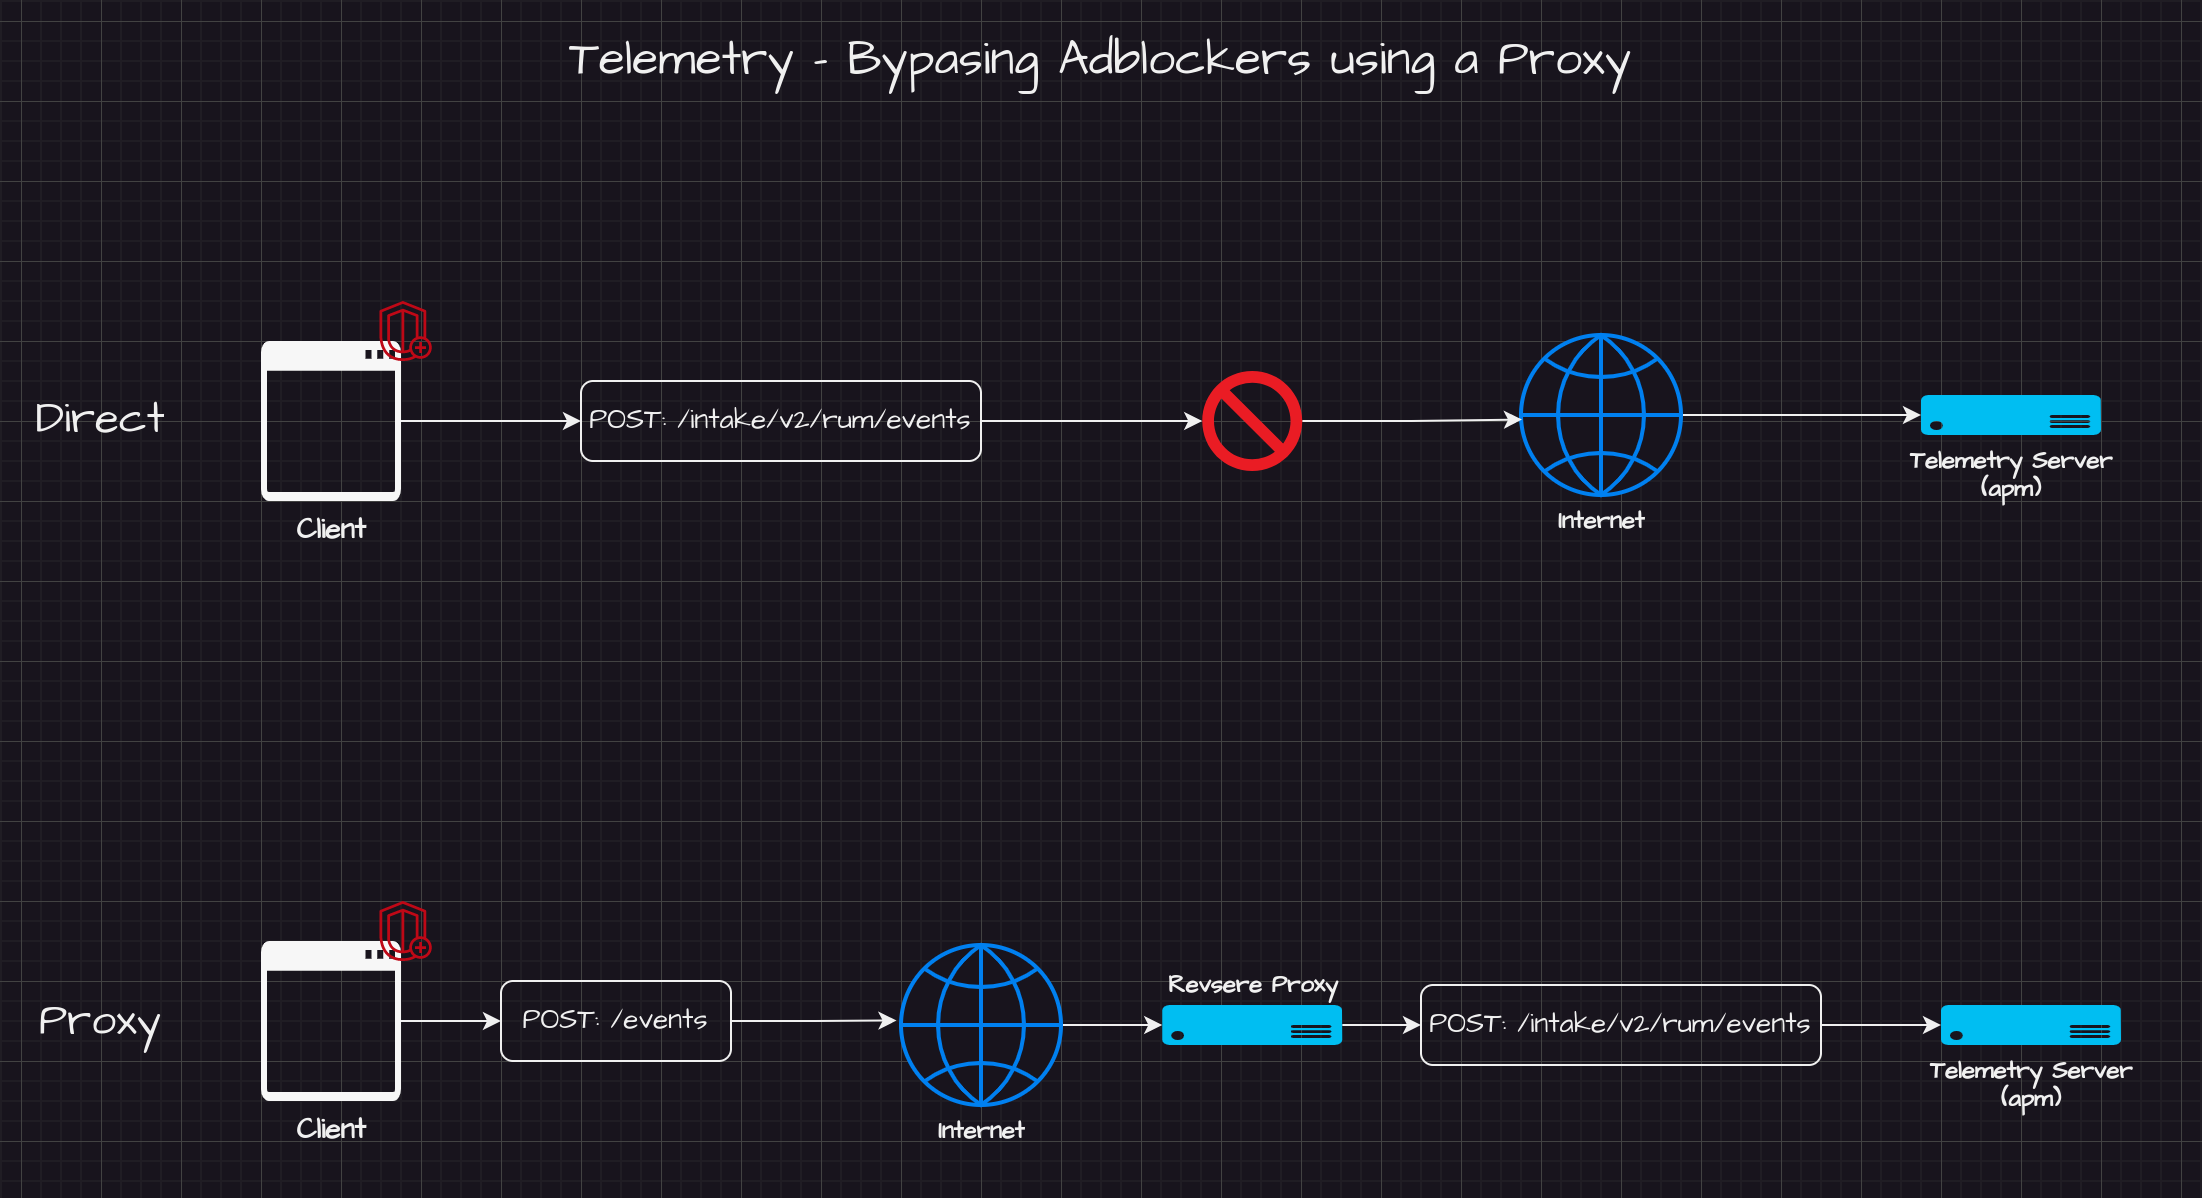 Telemetry - Bypasing Adblockers using a Proxy
Direct
POST: /intake/v2/rum/events
Client
Internet
Telemetry Server
(apm)
Proxy
POST: /events
Client
Internet
Revsere Proxy
POST: /intake/v2/rum/events
Telemetry Server
(apm)